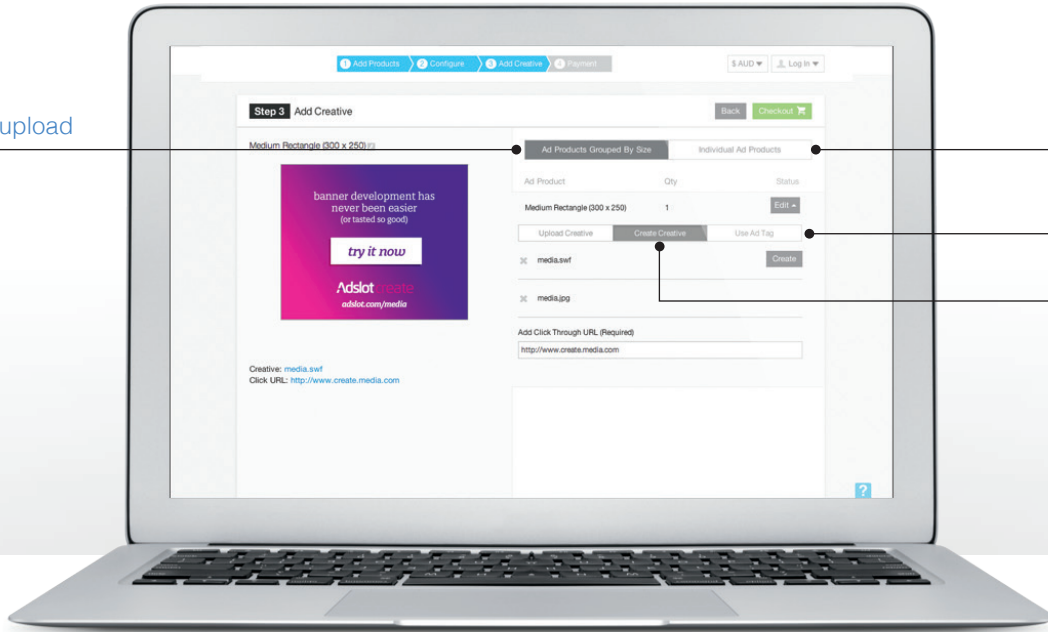 upload
1 Add Products 2 Configure 3 Add Creative 4 Payment
$ AUD Log In
Step 3 Add Creative
Back Checkout
Medium Rectangle (300 x 250)
banner development has
never been easier
(or tasted so good)
try it now
Adslot create
adslot.com/media
Creative: media.swf
Click URL: http://www.create.media.com
Ad Products Grouped By Size Individual Ad Products
Ad Product Qty Status
Medium Rectangle (300 x 250) 1 Edit
Upload Creative Create Creative Use Ad Tag
media.swf Create
media.jpg
Add Click Through URL (Required)
http://www.create.media.com
?